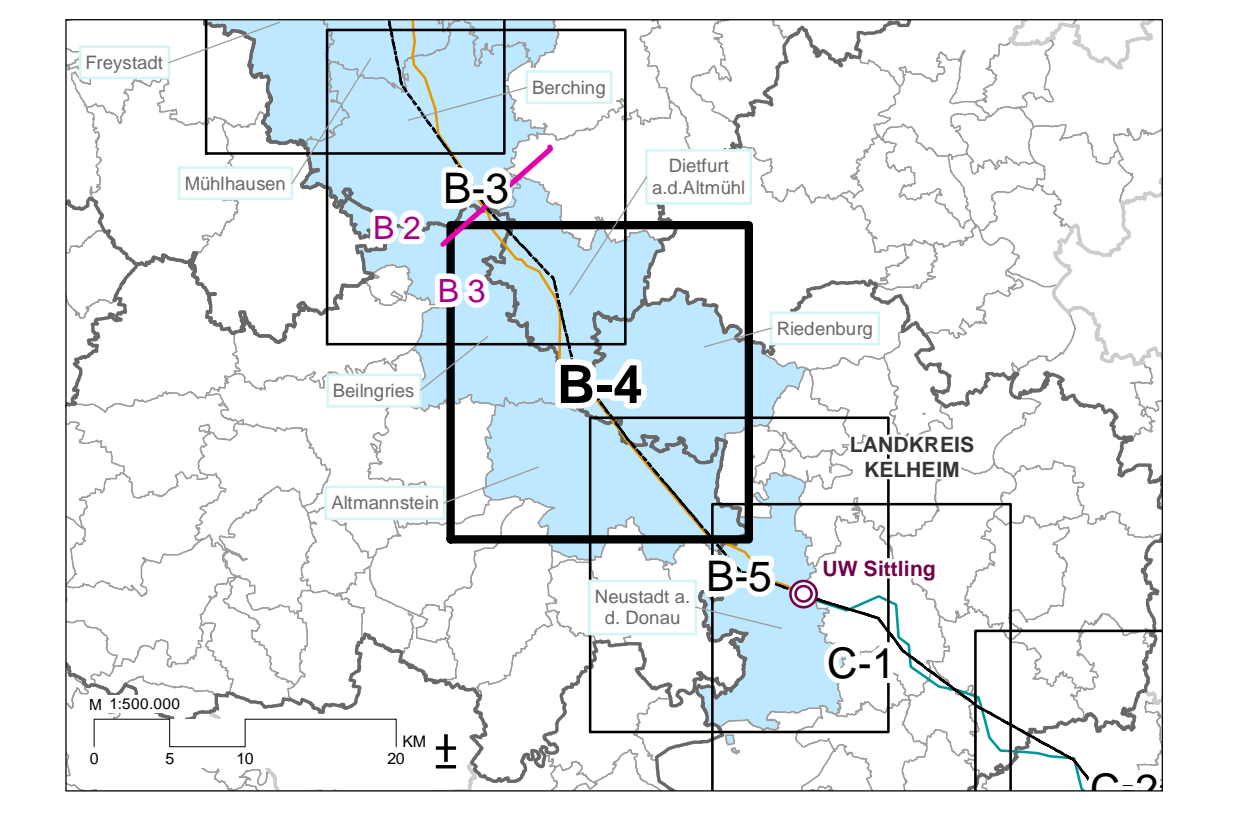 Freystadt
Berching
Mühlhausen
Dietfurt
a.d.Altmühl
B-3
B 2
B 3
Riedenburg
Beilngries
B-4
LANDKREIS
KELHEIM
Altmannstein
B-5
UW Sittling
Neustadt a.
d. Donau
C-1
M 1:500.000
KM
0 5 10 20
C-2